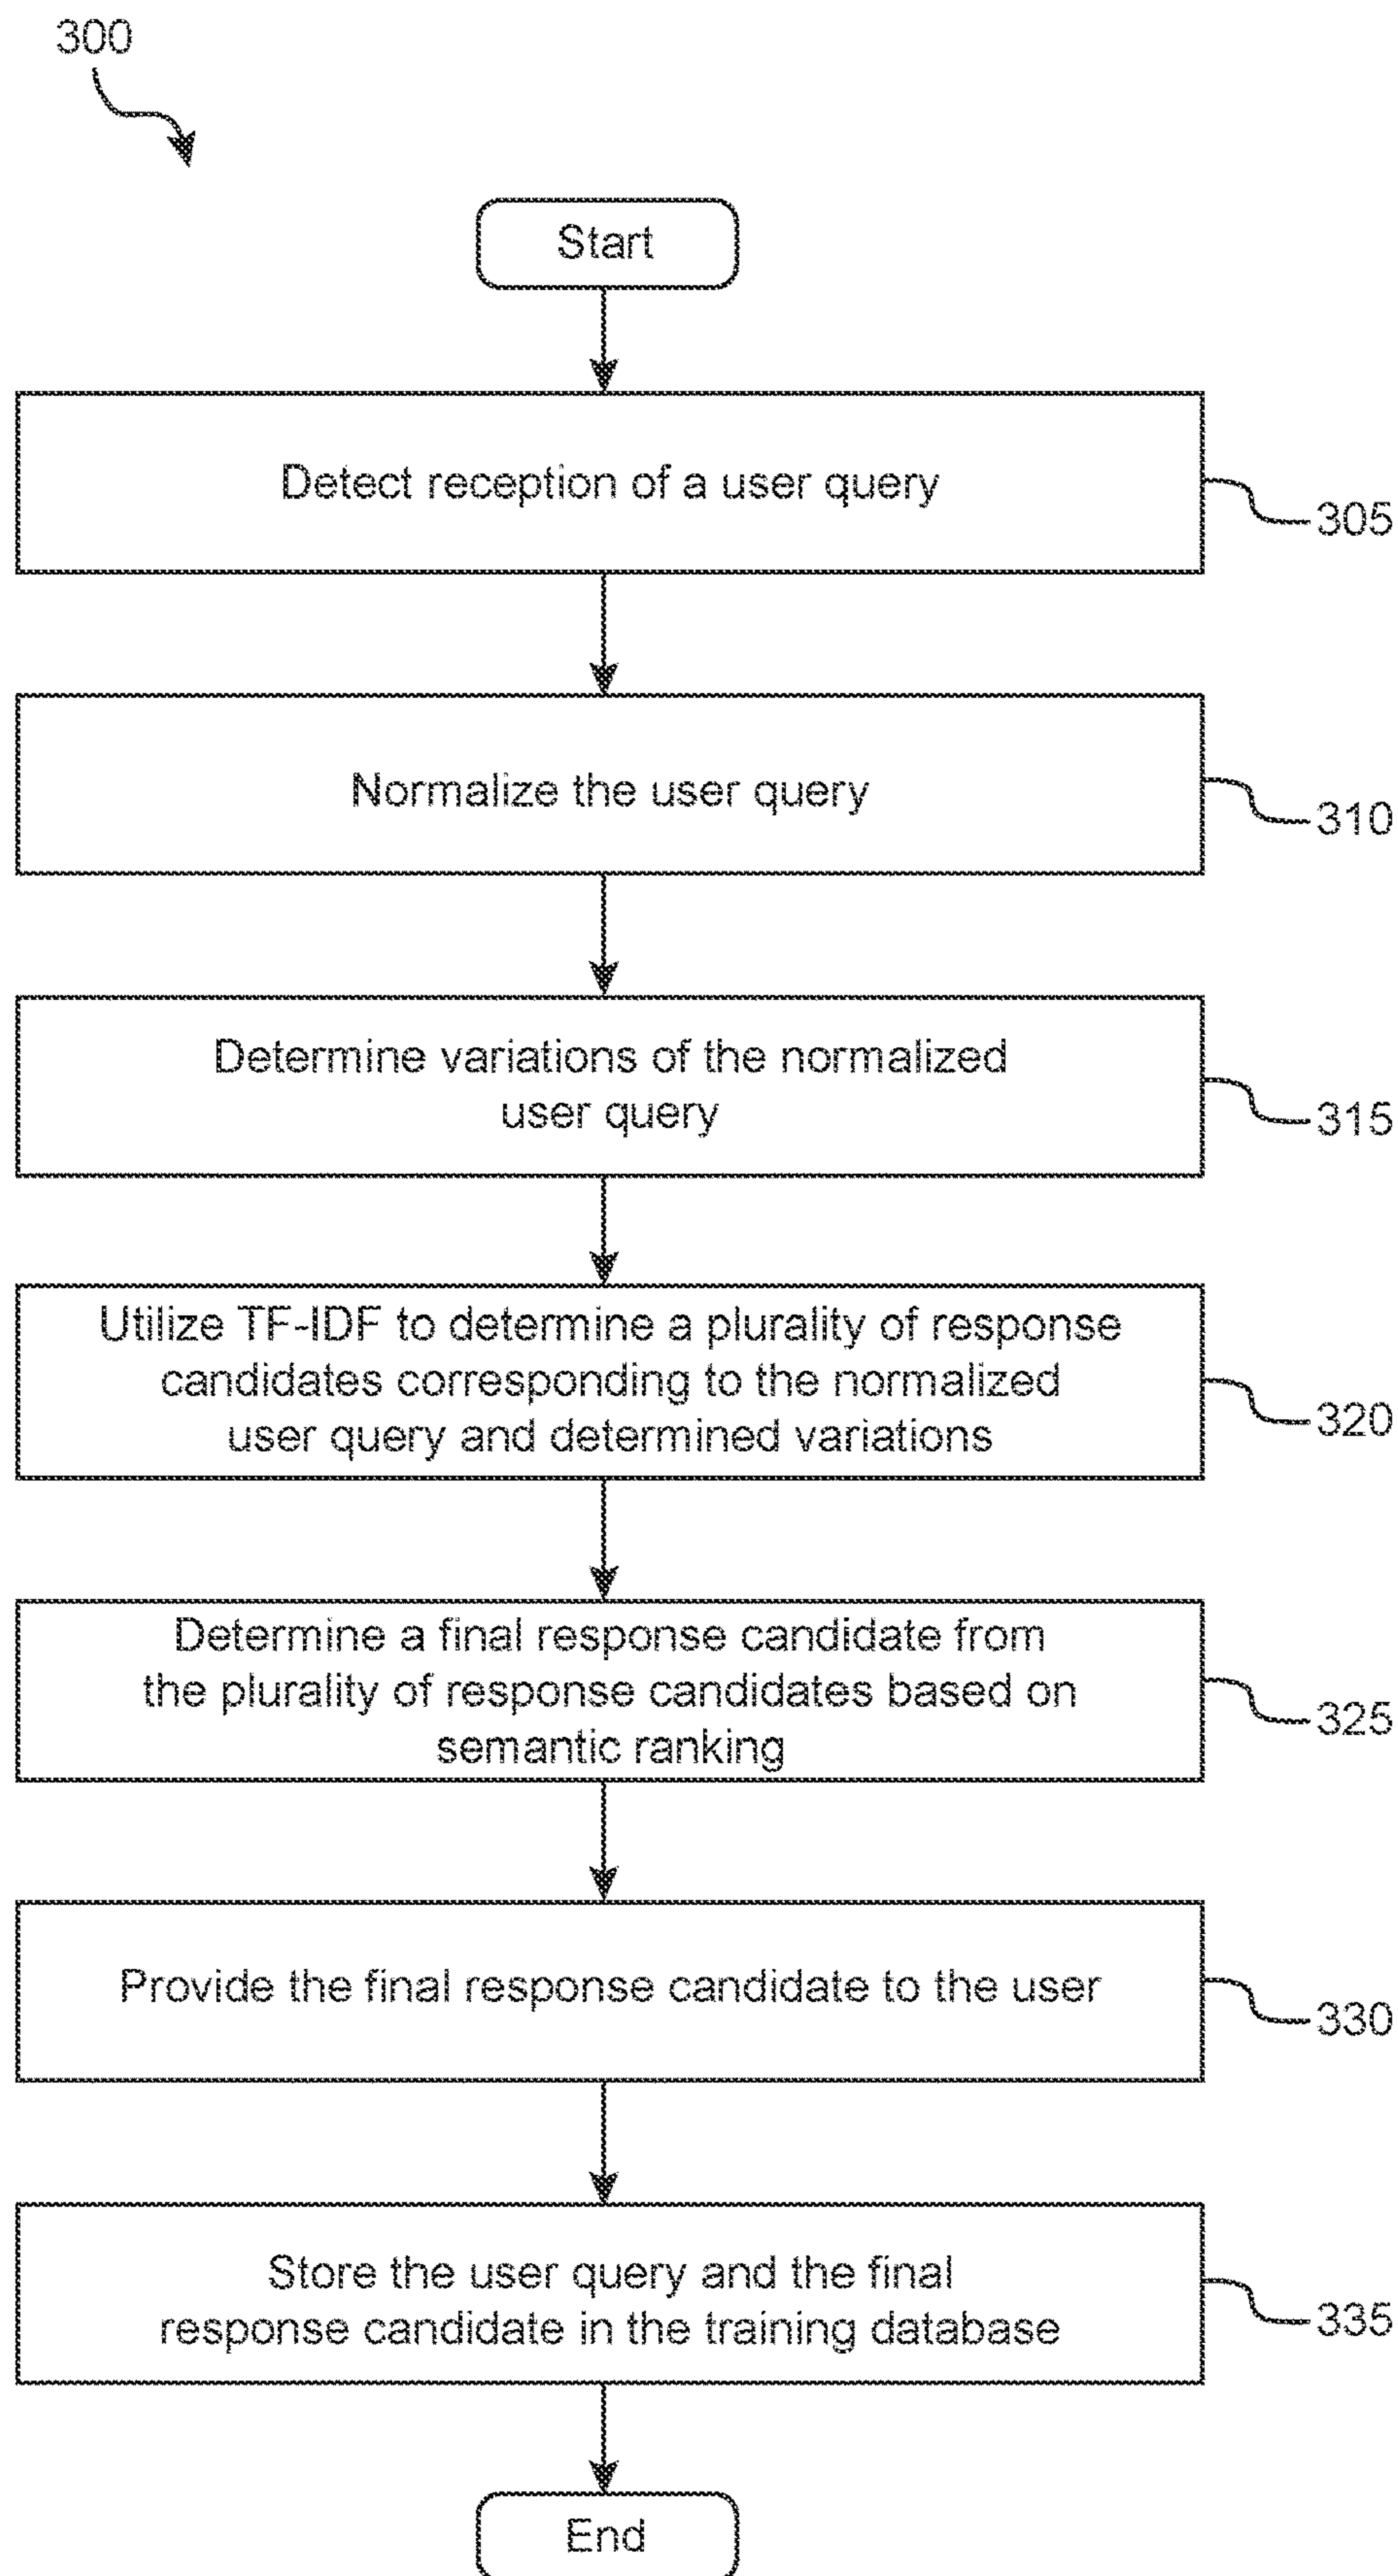 300
Start
Detect reception of a user query
305
Normalize the user query
310
Determine variations of the normalized
user query
315
Utilize TF-IDF to determine a plurality of response
candidates corresponding to the normalized
user query and determined variations
320
Determine a final response candidate from
the plurality of response candidates based on
semantic ranking
325
Provide the final response candidate to the user
330
Store the user query and the final
response candidate in the training database
335
End